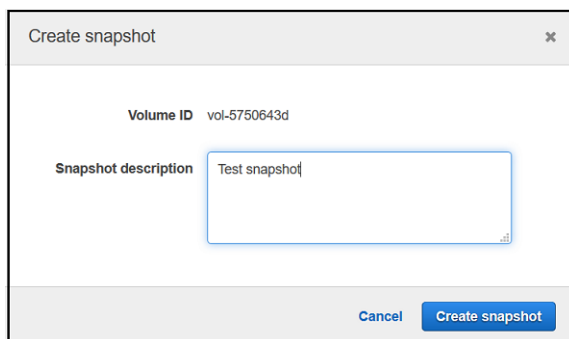 Create snapshot
Volume ID vol-5750643d
Snapshot description Test snapshot
Cancel Create snapshot